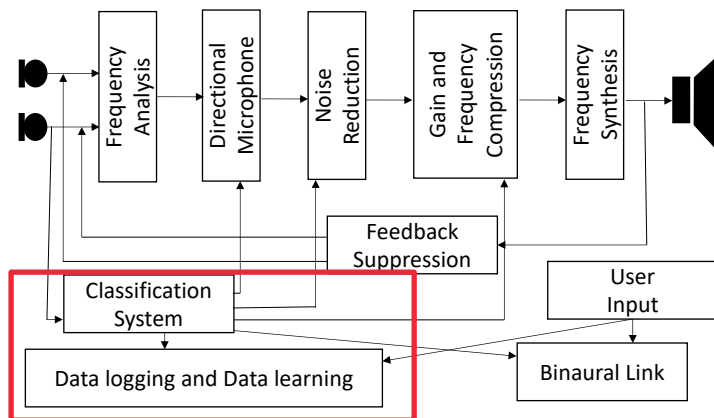 Frequency
Analysis
Directional
Microphone
Noise
Reduction
Gain and
Frequency
Compression
Frequency
Synthesis
Feedback
Suppression
Classification
System
User
Input
Data logging and Data learning
Binaural Link